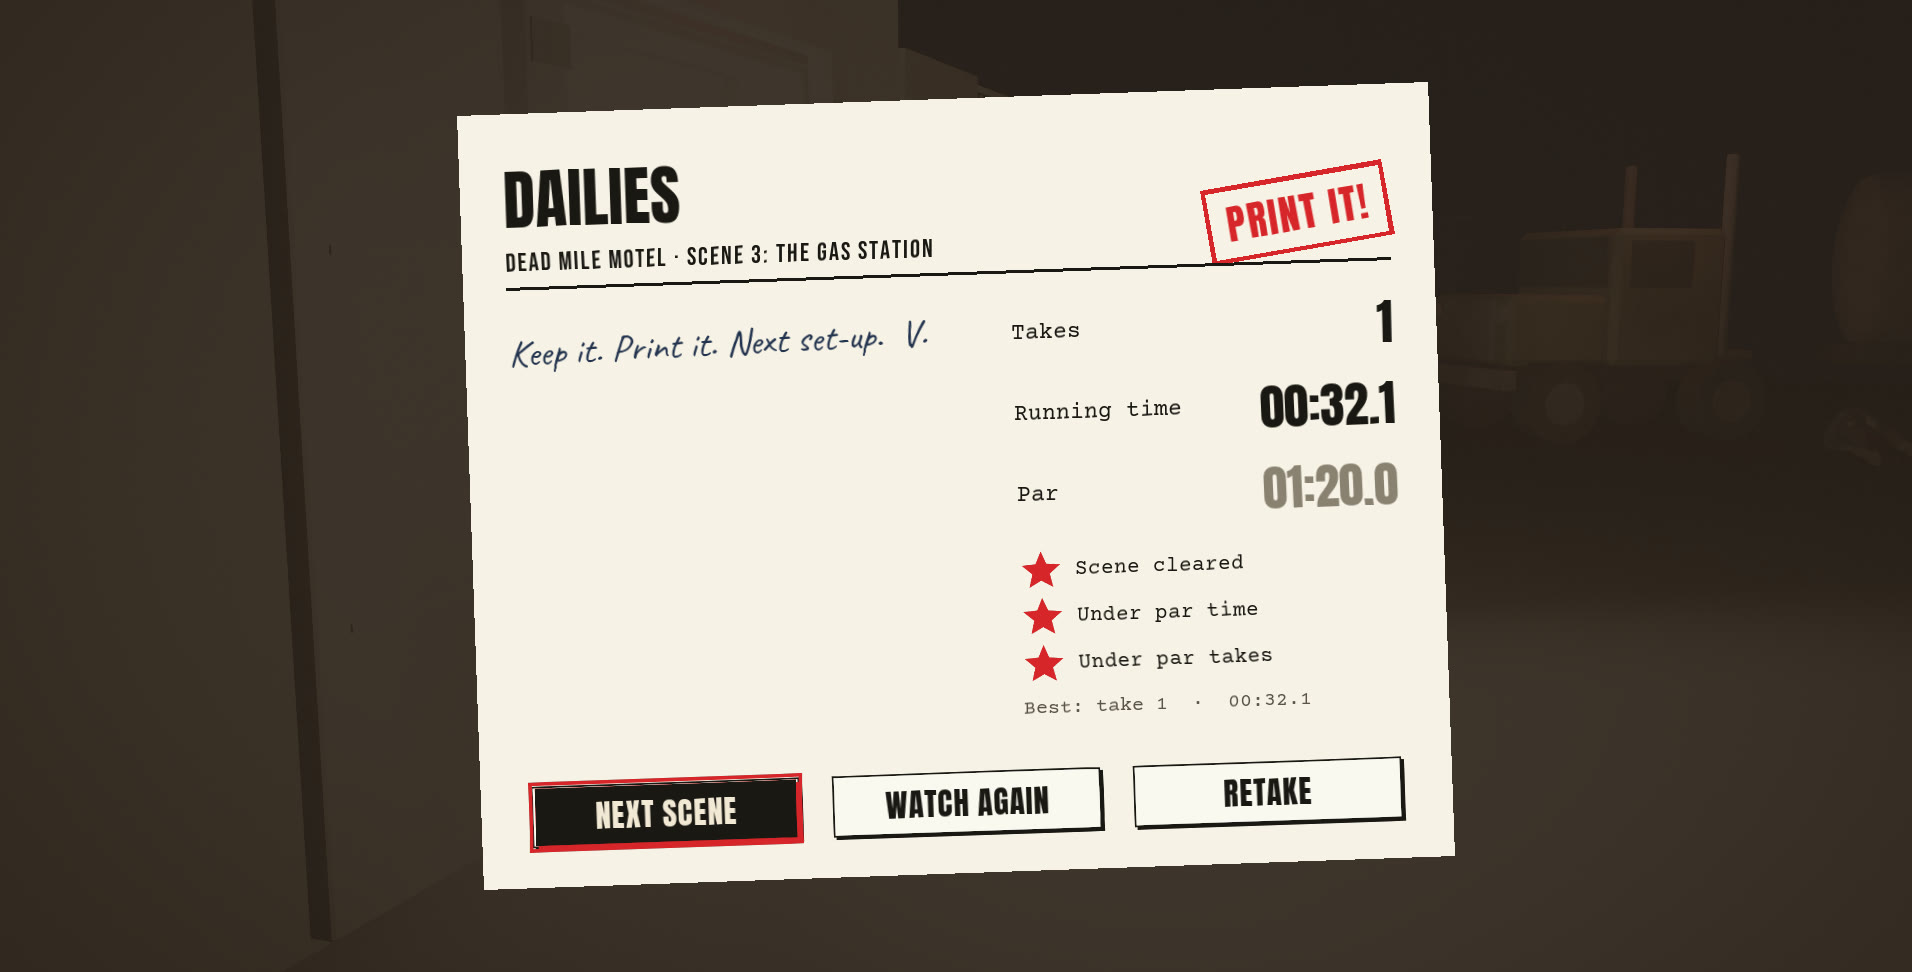 DAILIES
PRINT IT!
DEAD MILE MOTEL · SCENE 3: THE GAS STATION
Keep it. Print it. Next set-up. V.
Takes 1
Running time 00:32.1
Par 01:20.0
Scene cleared
Under par time
Under par takes
Best: take 1 · 00:32.1
NEXT SCENE
WATCH AGAIN
RETAKE